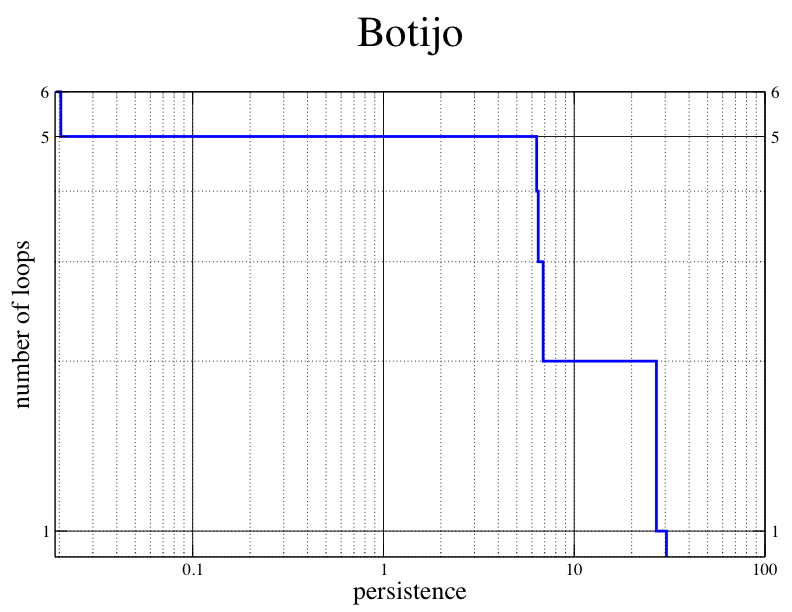 Botijo
6 6
5 5
number of loops
1 1
0.1 1 10 100
persistence